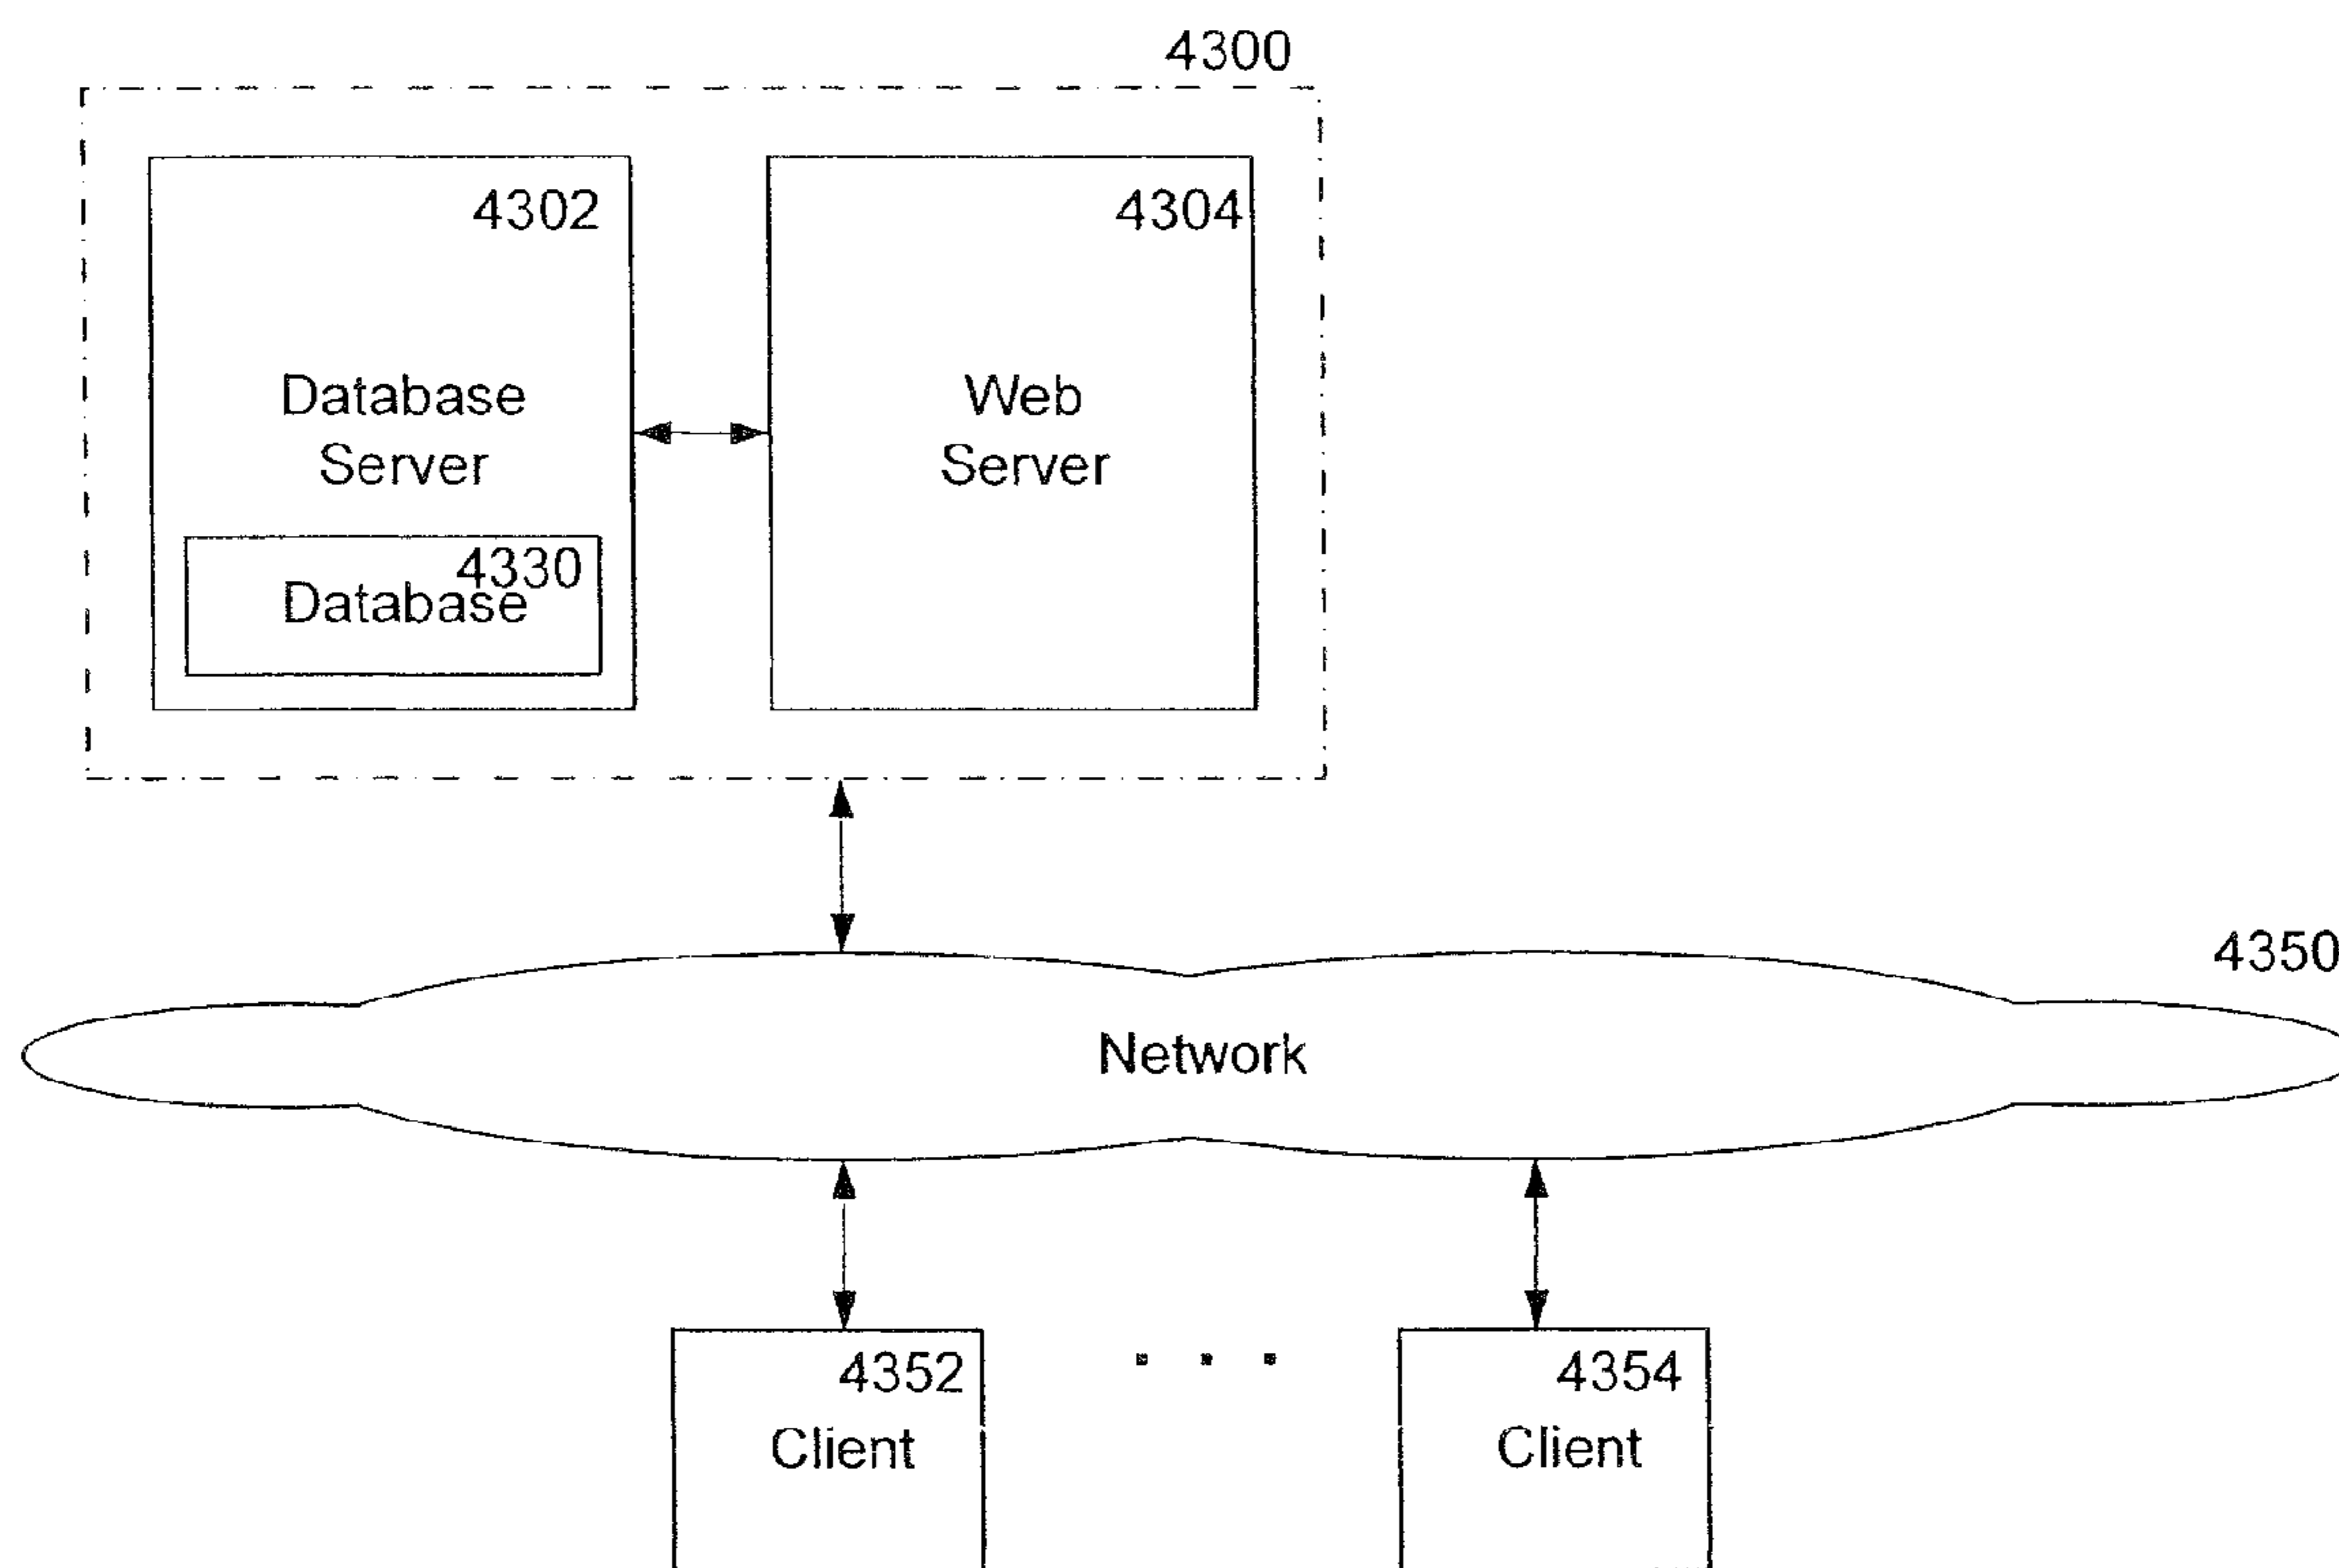 4300
4302
4304
Database
Server
Web
Server
4330
Database
4350
Network
4352
Client
4354
Client